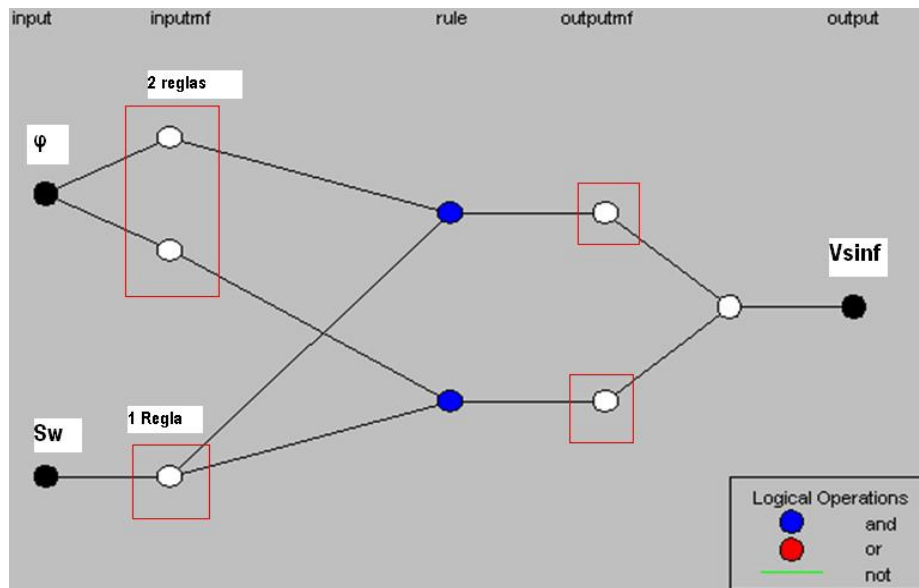 input inputmf rule outputmf output
2 reglas
φ
Vsinf
1 Regla
Sw
Logical Operations
and
or
not